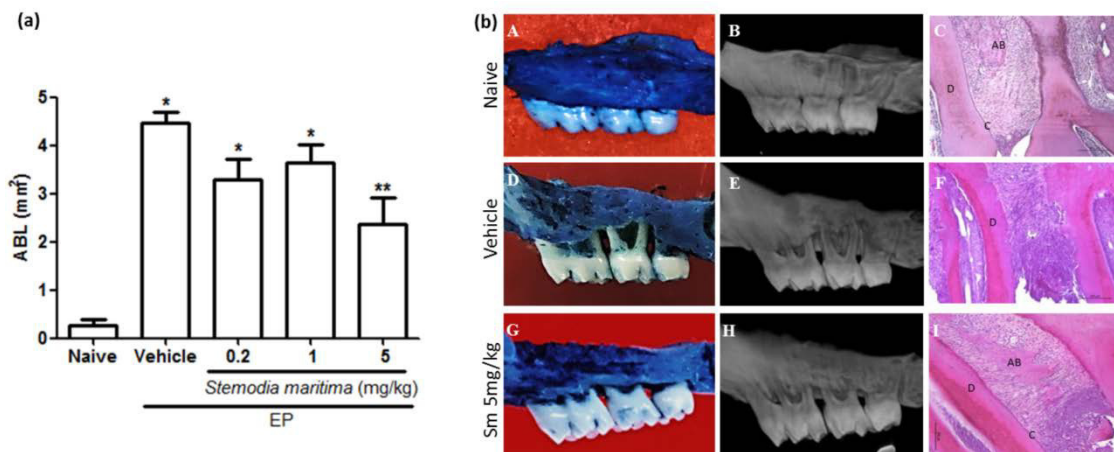 (a)
ABL (mm²)
5
4
3
2
1
0
*
*
*
**
Naive
Vehicle
0.2
1
5
Stemodia maritima (mg/kg)
EP
(b)
Naive
A
B
C
AB
D
C
Vehicle
D
E
F
D
Sm 5mg/kg
G
H
I
AB
D
C